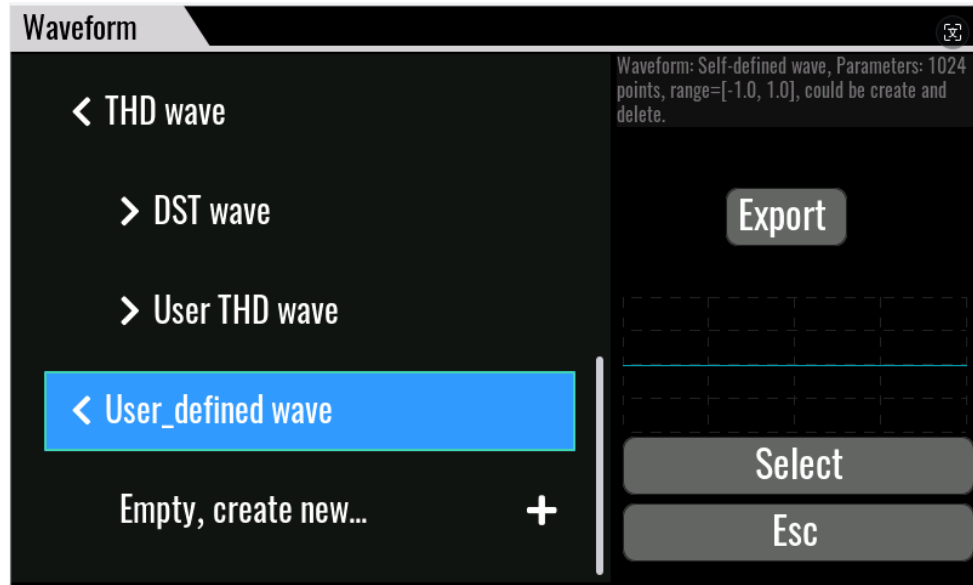 Waveform
THD wave
DST wave
User THD wave
User_defined wave
Empty, create new...
Waveform: Self-defined wave, Parameters: 1024
points, range=[-1.0, 1.0], could be create and
delete.
Export
Select
Esc